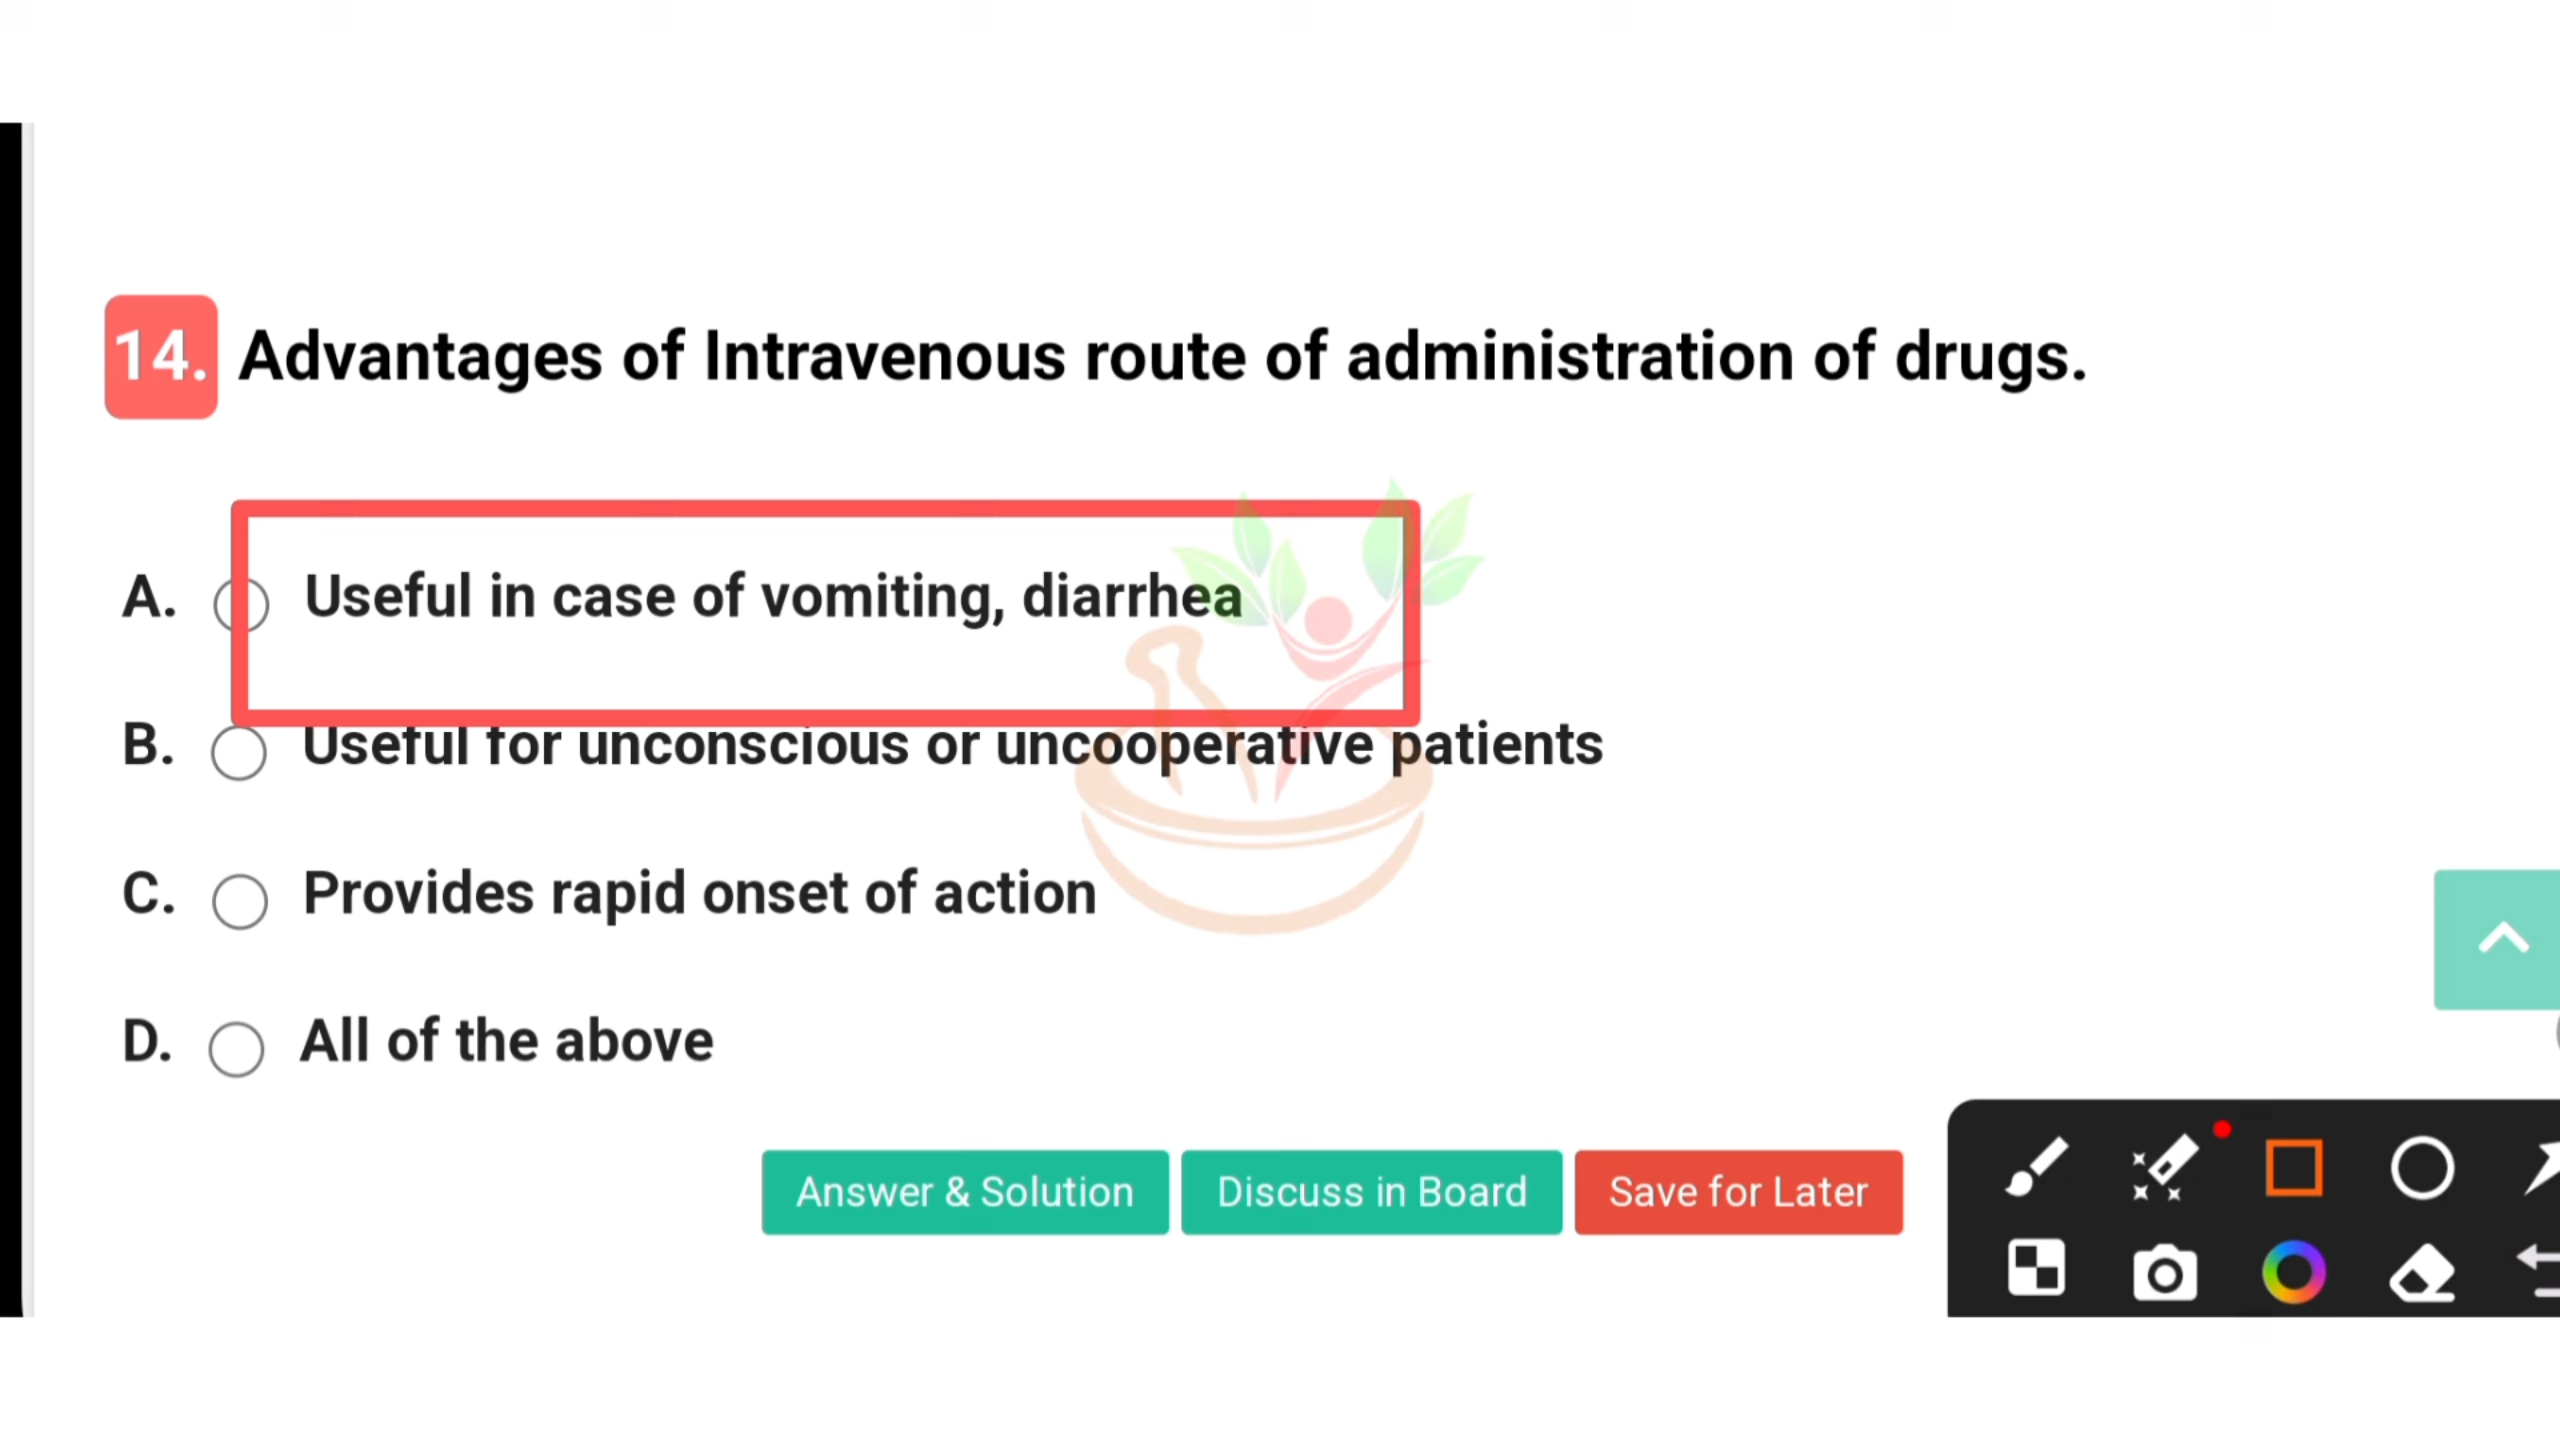 14. Advantages of Intravenous route of administration of drugs.
A. Useful in case of vomiting, diarrhea
B. Useful for unconscious or uncooperative patients
C. Provides rapid onset of action
D. All of the above
Answer & Solution Discuss in Board Save for Later